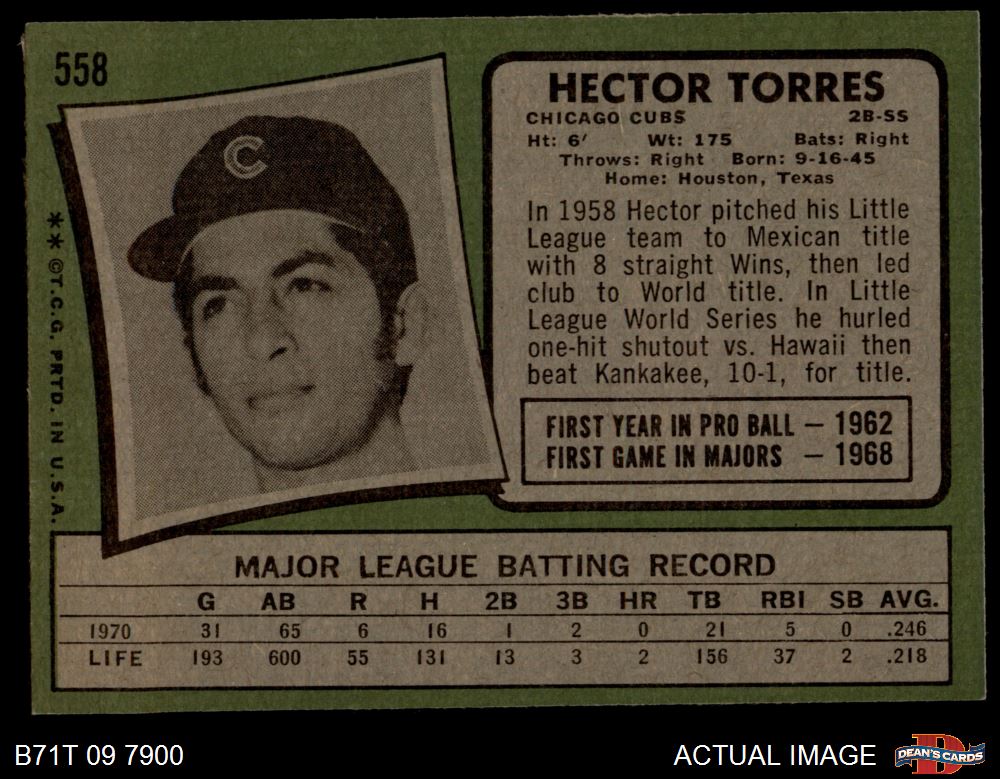 558
C
** ©T.C.G. PRTD. IN U.S.A.
HECTOR TORRES
CHICAGO CUBS 2B-SS
Ht: 6' Wt: 175 Bats: Right
Throws: Right Born: 9-16-45
Home: Houston, Texas
In 1958 Hector pitched his Little
League team to Mexican title
with 8 straight Wins, then led
club to World title. In Little
League World Series he hurled
one-hit shutout vs. Hawaii then
beat Kankakee, 10-1, for title.
FIRST YEAR IN PRO BALL — 1962
FIRST GAME IN MAJORS — 1968
MAJOR LEAGUE BATTING RECORD
G AB R H 2B 3B HR TB RBI SB AVG.
1970 31 65 6 16 1 2 0 21 5 0 .246
LIFE 193 600 55 131 13 3 2 156 37 2 .218
B71T 09 7900
ACTUAL IMAGE
D
DEAN'S CARDS